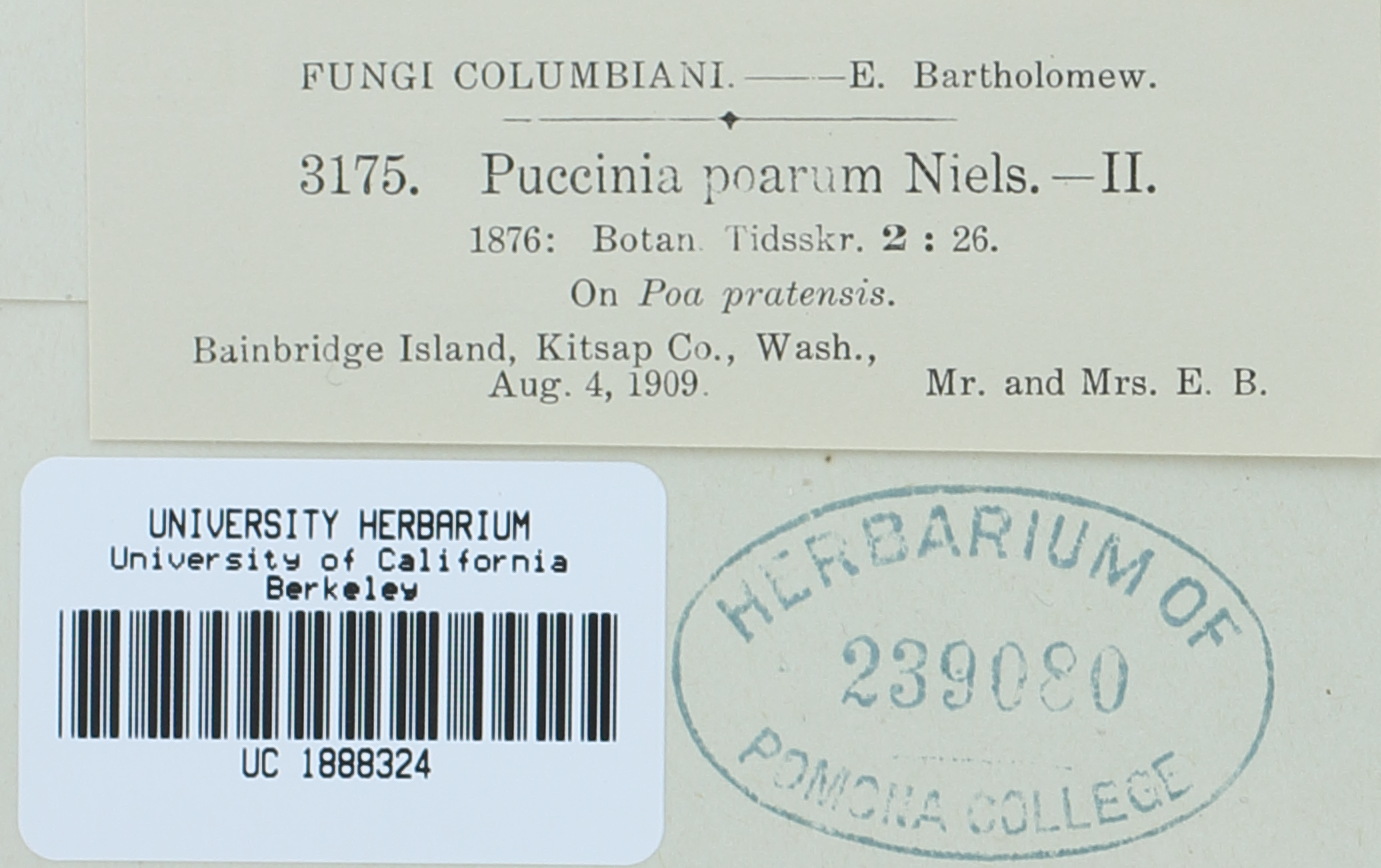 FUNGI COLUMBIANI.———E. Bartholomew.
3175. Puccinia poarum Niels.—II.
1876: Botan. Tidsskr. 2 : 26.
On Poa pratensis.
Bainbridge Island, Kitsap Co., Wash.,
Aug. 4, 1909. Mr. and Mrs. E. B.
UNIVERSITY HERBARIUM
University of California
Berkeley
UC 1888324
HERBARIUM OF
239080
POMONA COLLEGE